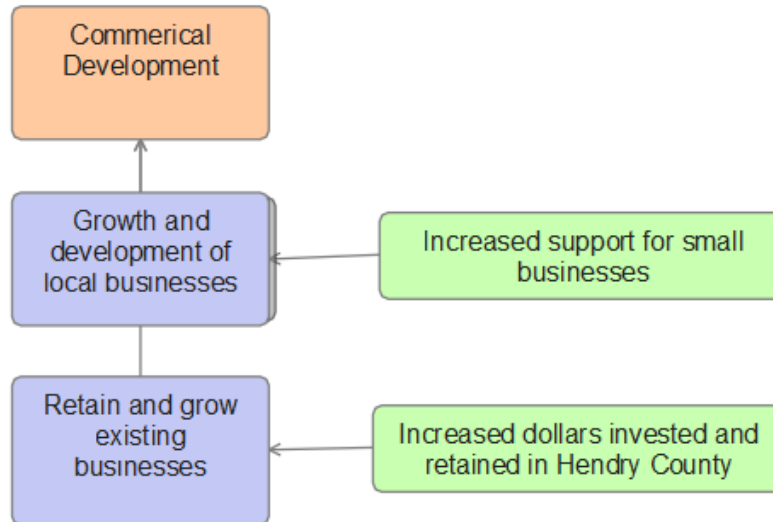 Commerical
Development
Growth and
development of
local businesses
Increased support for small
businesses
Retain and grow
existing
businesses
Increased dollars invested and
retained in Hendry County